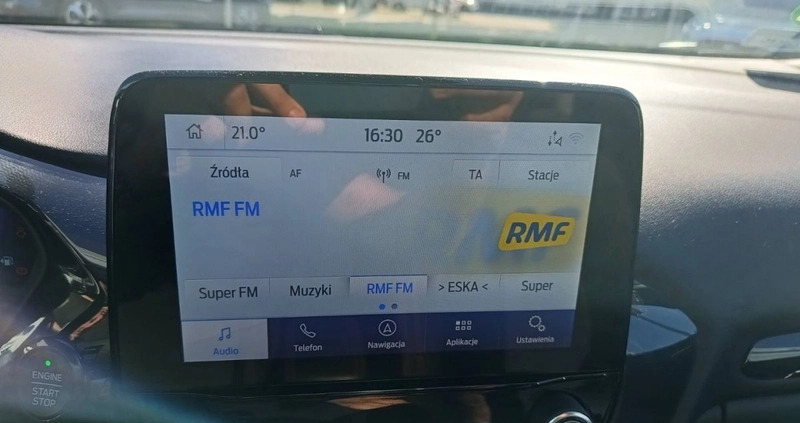 21.0° 16:30 26°
Źródła AF FM TA Stacje
RMF FM
RMF
Super FM Muzyki RMF FM > ESKA < Super
Audio Telefon Nawigacja Aplikacje Ustawienia
ENGINE
START
STOP